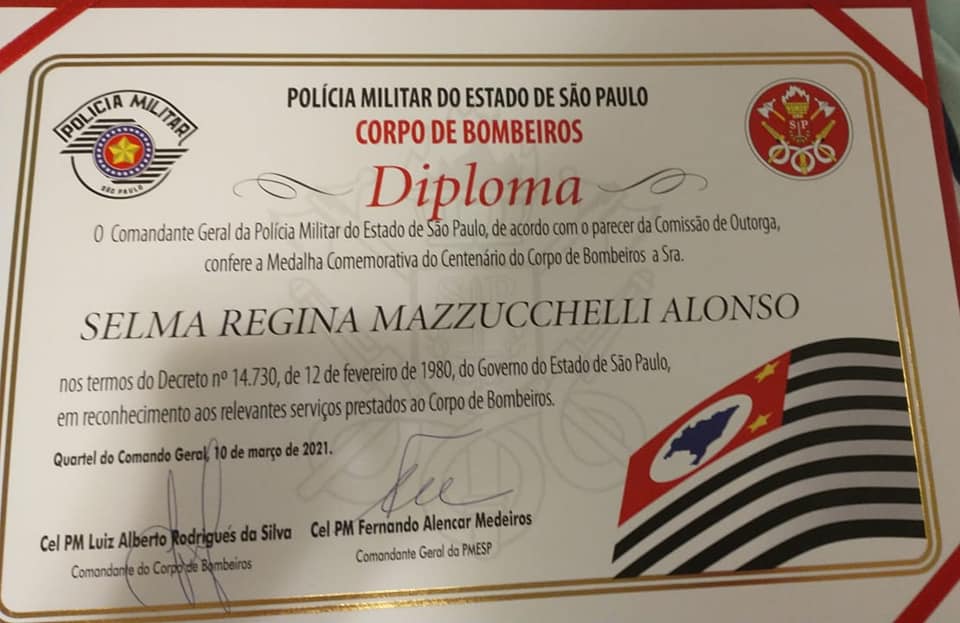 POLÍCIA MILITAR
SÃO PAULO
SP
POLÍCIA MILITAR DO ESTADO DE SÃO PAULO
CORPO DE BOMBEIROS
Diploma
O Comandante Geral da Polícia Militar do Estado de São Paulo, de acordo com o parecer da Comissão de Outorga,
confere a Medalha Comemorativa do Centenário do Corpo de Bombeiros a Sra.
SELMA REGINA MAZZUCCHELLI ALONSO
nos termos do Decreto nº 14.730, de 12 de fevereiro de 1980, do Governo do Estado de São Paulo,
em reconhecimento aos relevantes serviços prestados ao Corpo de Bombeiros.
Quartel do Comando Geral, 10 de março de 2021.
Cel PM Luiz Alberto Rodrigues da Silva
Comandante do Corpo de Bombeiros
Cel PM Fernando Alencar Medeiros
Comandante Geral da PMESP